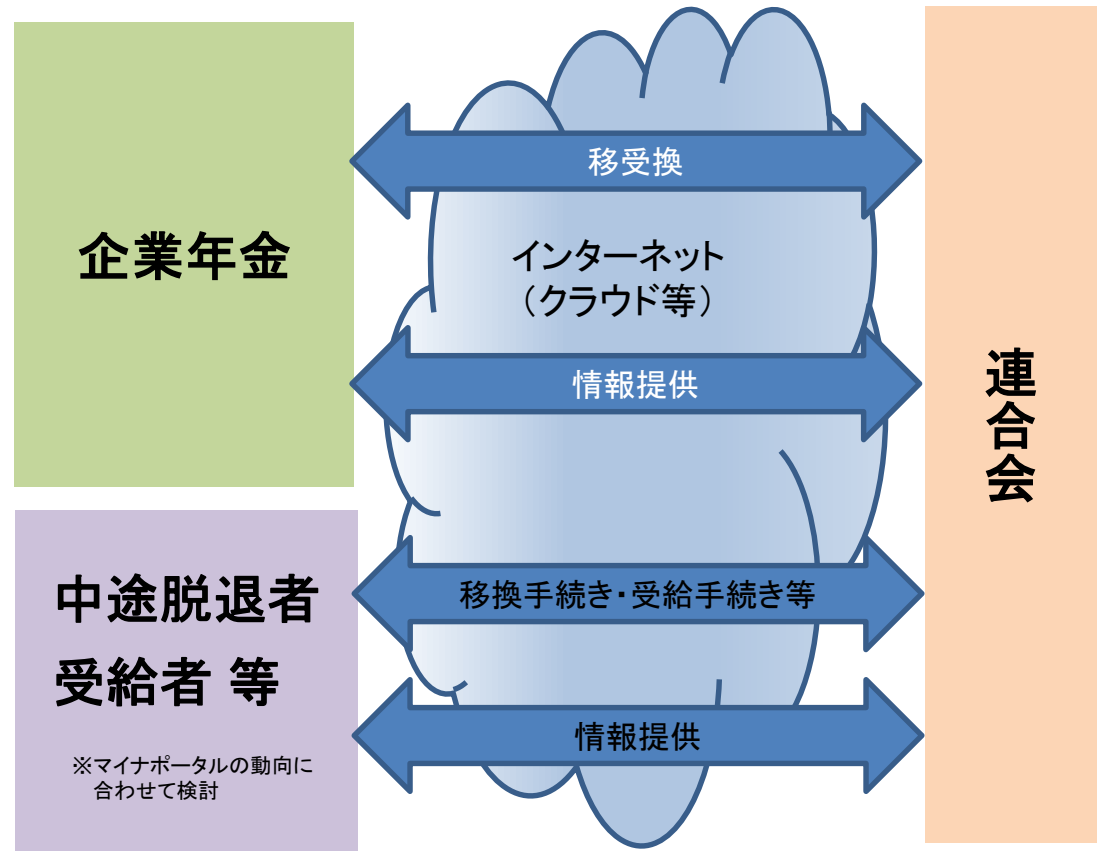 企業年金
移受換
インターネット
（クラウド等）
情報提供
連合会
中途脱退者
受給者 等
※マイナポータルの動向に
合わせて検討
移換手続き・受給手続き等
情報提供